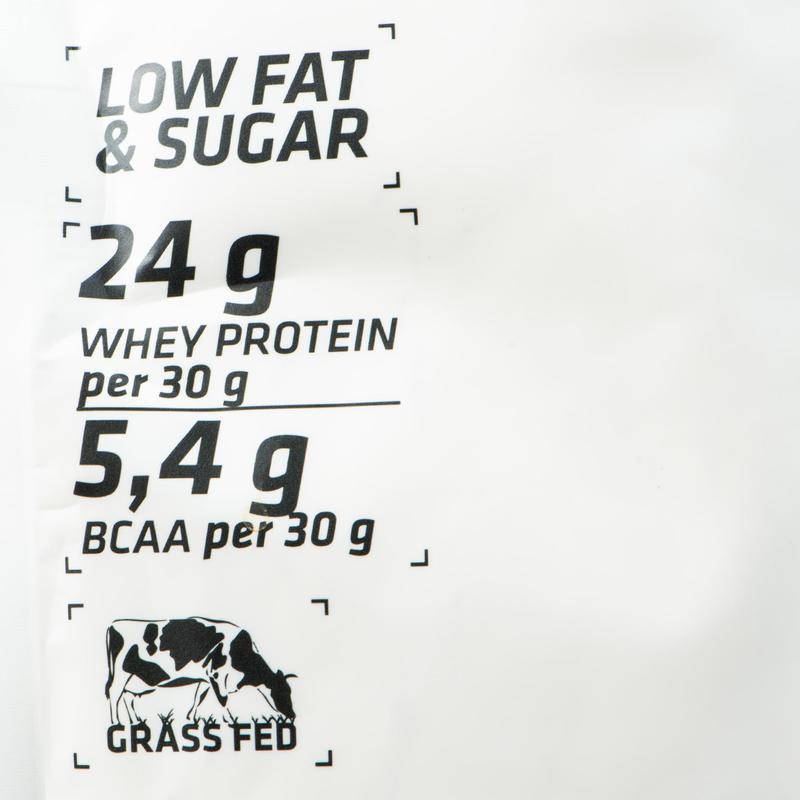 LOW FAT
& SUGAR
24 g
WHEY PROTEIN
per 30 g
5,4 g
BCAA per 30 g
GRASS FED